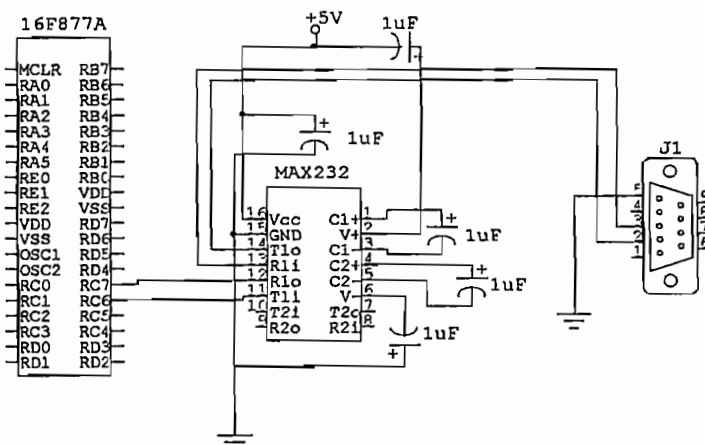 16F877A
+5V
1uF
MCLR RB7
RA0 RB6
RA1 RB5
RA2 RB4
RA3 RB3
RA4 RB2
RA5 RB1
RE0 RB0
RE1 VDD
RE2 VSS
VDD RD7
VSS RD6
OSC1 RD5
OSC2 RD4
RC0 RC7
RC1 RC6
RC2 RC5
RC3 RC4
RD0 RD3
RD1 RD2
+
1uF
MAX232
16 Vcc C1+ 1
15 GND V+ 2
14 T1o C1- 3
13 R1i C2+ 4
12 R1o C2- 5
11 T1i V- 6
10 T2i T2o 7
9 R2o R2i 8
+
1uF
+
1uF
1uF
+
J1
5
4
3
2
1